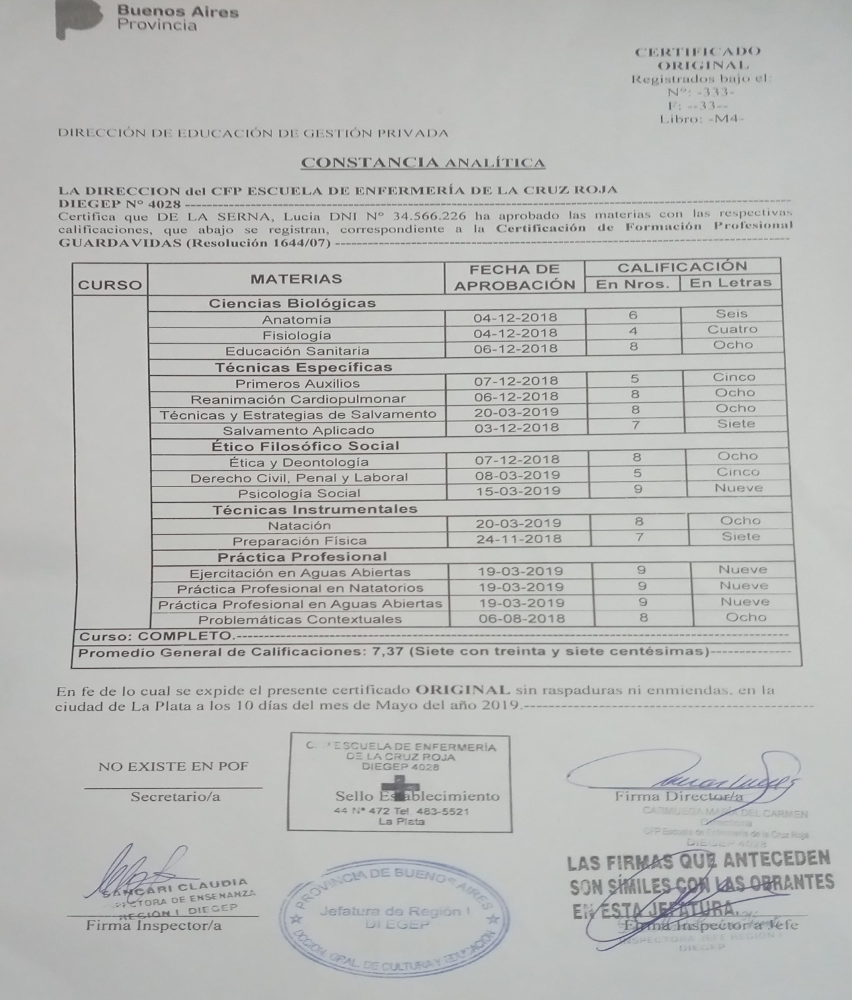 Buenos Aires
Provincia
CERTIFICADO
ORIGINAL
Registrados bajo el:
Nº: -333-
F: --33--
Libro: -M4-
DIRECCIÓN DE EDUCACIÓN DE GESTIÓN PRIVADA
CONSTANCIA ANALÍTICA
LA DIRECCION del CFP ESCUELA DE ENFERMERÍA DE LA CRUZ ROJA
DIEGEP Nº 4028 ---
Certifica que DE LA SERNA, Lucia DNI Nº 34.566.226 ha aprobado las materias con las respectivas
calificaciones, que abajo se registran, correspondiente a la Certificación de Formación Profesional
GUARDAVIDAS (Resolución 1644/07) ---
CURSO MATERIAS FECHA DE APROBACIÓN CALIFICACIÓN
En Nros. En Letras
Ciencias Biológicas
Anatomía 04-12-2018 6 Seis
Fisiología 04-12-2018 4 Cuatro
Educación Sanitaria 06-12-2018 8 Ocho
Técnicas Específicas
Primeros Auxilios 07-12-2018 5 Cinco
Reanimación Cardiopulmonar 06-12-2018 8 Ocho
Técnicas y Estrategias de Salvamento 20-03-2019 8 Ocho
Salvamento Aplicado 03-12-2018 7 Siete
Ético Filosófico Social
Ética y Deontología 07-12-2018 8 Ocho
Derecho Civil, Penal y Laboral 08-03-2019 5 Cinco
Psicología Social 15-03-2019 9 Nueve
Técnicas Instrumentales
Natación 20-03-2019 8 Ocho
Preparación Física 24-11-2018 7 Siete
Práctica Profesional
Ejercitación en Aguas Abiertas 19-03-2019 9 Nueve
Práctica Profesional en Natatorios 19-03-2019 9 Nueve
Práctica Profesional en Aguas Abiertas 19-03-2019 9 Nueve
Problemáticas Contextuales 06-08-2018 8 Ocho
Curso: COMPLETO.---
Promedio General de Calificaciones: 7,37 (Siete con treinta y siete centésimas)---
En fe de lo cual se expide el presente certificado ORIGINAL sin raspaduras ni enmiendas, en la
ciudad de La Plata a los 10 días del mes de Mayo del año 2019.---
NO EXISTE EN POF
Secretario/a
ESCUELA DE ENFERMERÍA
DE LA CRUZ ROJA
DIEGEP 4028
Sello Establecimiento
44 Nº 472 Tel. 483-5521
La Plata
Firma Director/a
CARMUEGA MARÍA DEL CARMEN
Directora
CFP Escuela de Enfermería de la Cruz Roja
DIEGEP 4028
SANCARI CLAUDIA
INSPECTORA DE ENSEÑANZA
REGIÓN I DIEGEP
Firma Inspector/a
PROVINCIA DE BUENOS AIRES
Jefatura de Región I
DIEGEP
DCCION. GRAL. DE CULTURA Y EDUCACIÓN
LAS FIRMAS QUE ANTECEDEN
SON SÍMILES CON LAS OBRANTES
EN ESTA JEFATURA.
Firma Inspector/a Jefe
INSPECTORA JEFE REGION I
DIEGEP